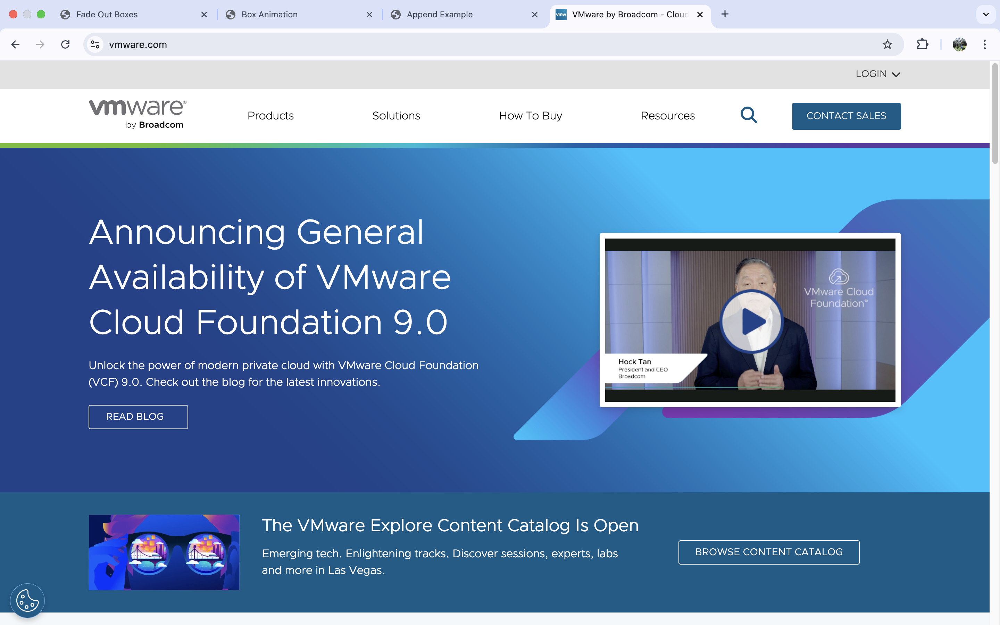 Fade Out Boxes
Box Animation
Append Example
VMware by Broadcom - Cloud
vmware.com
LOGIN
vmware®
by Broadcom
Products
Solutions
How To Buy
Resources
CONTACT SALES
Announcing General
Availability of VMware
Cloud Foundation 9.0
Unlock the power of modern private cloud with VMware Cloud Foundation
(VCF) 9.0. Check out the blog for the latest innovations.
READ BLOG
VMware Cloud
Foundation®
Hock Tan
President and CEO
Broadcom
The VMware Explore Content Catalog Is Open
Emerging tech. Enlightening tracks. Discover sessions, experts, labs
and more in Las Vegas.
BROWSE CONTENT CATALOG